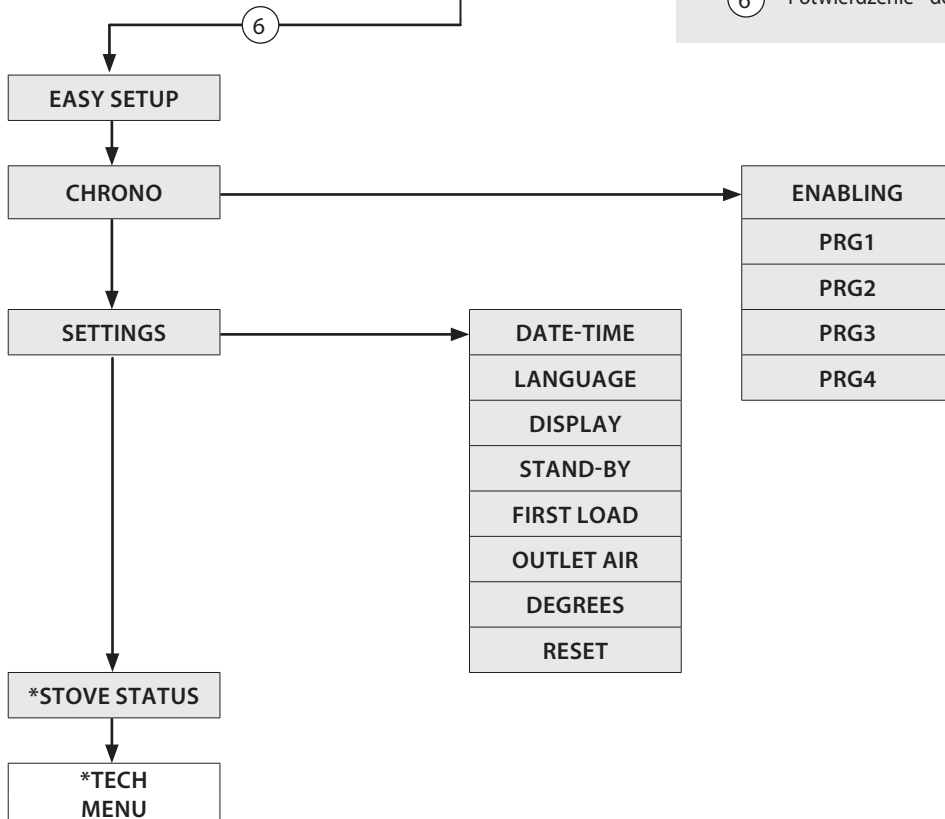 6
6 Potwierdzenie
EASY SETUP
CHRONO
ENABLING
PRG1
PRG2
PRG3
PRG4
SETTINGS
DATE-TIME
LANGUAGE
DISPLAY
STAND-BY
FIRST LOAD
OUTLET AIR
DEGREES
RESET
*STOVE STATUS
*TECH
MENU